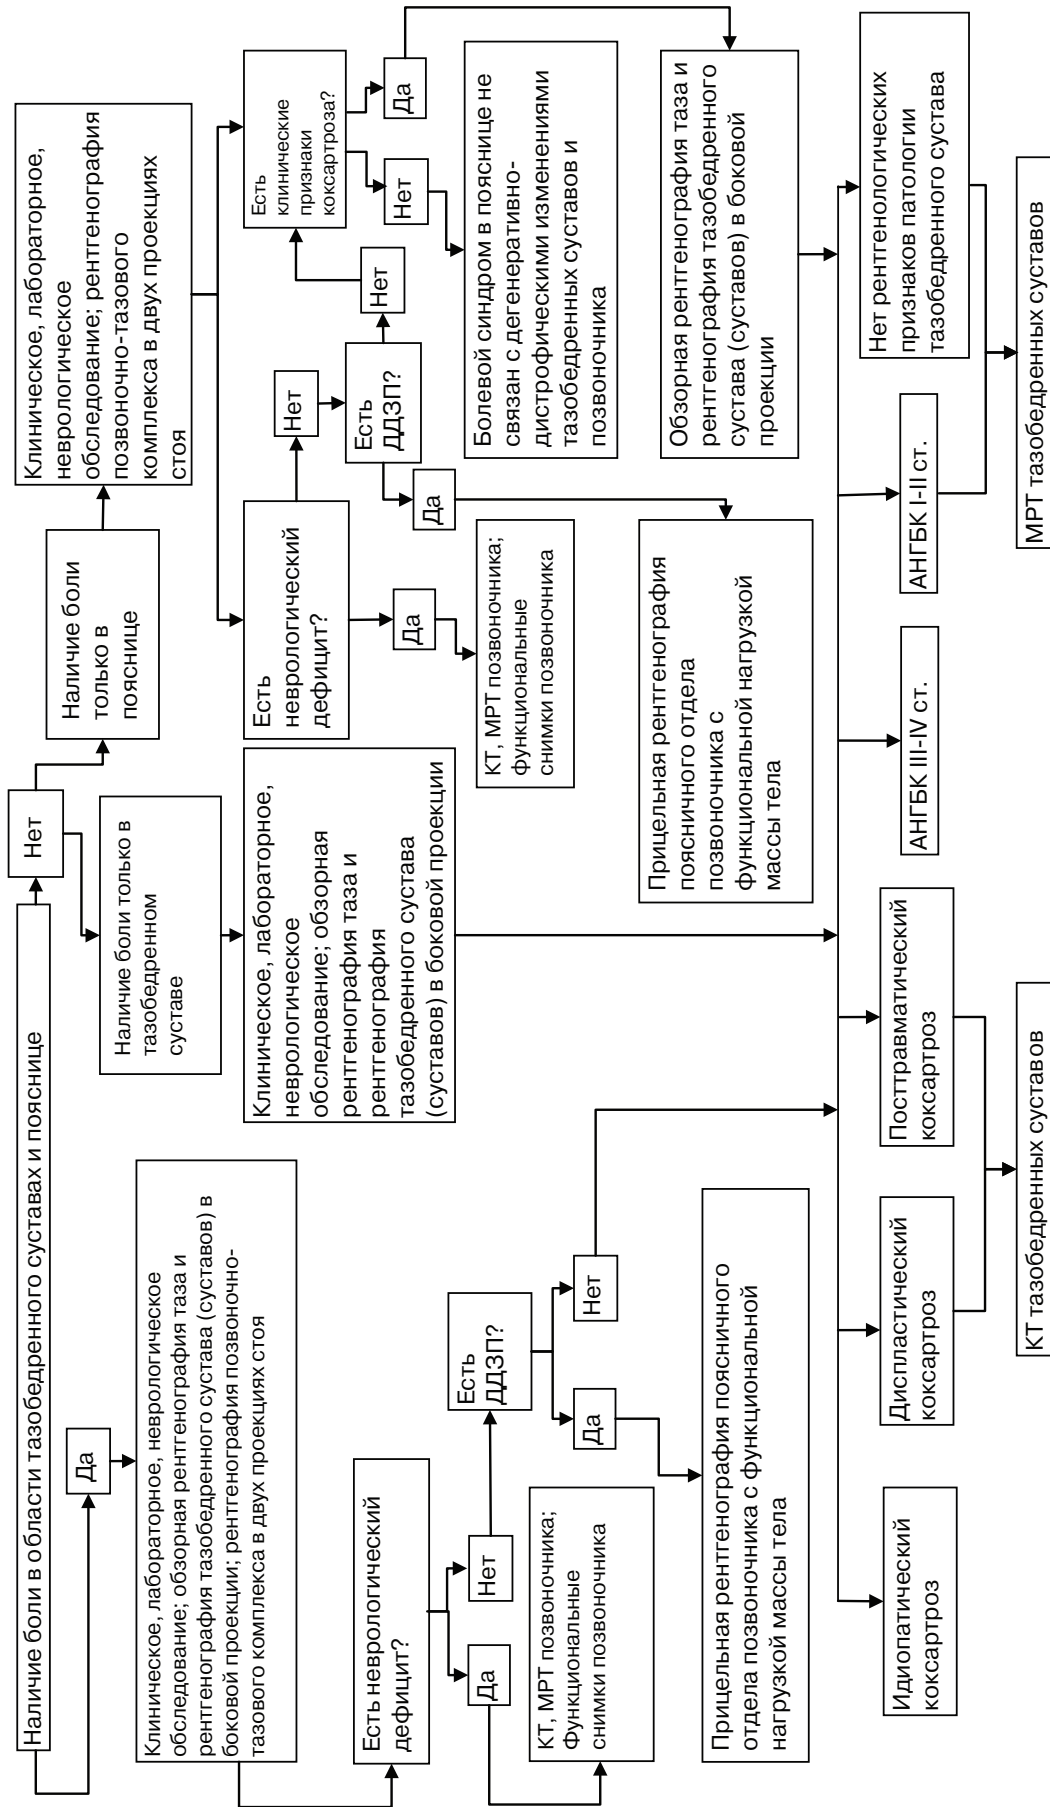 Наличие боли в области тазобедренного суставах и пояснице
Да
Нет
Клиническое, лабораторное, неврологическое
обследование; обзорная рентгенография таза и
рентгенография тазобедренного сустава (суставов) в
боковой проекции; рентгенография позвоночно-
тазового комплекса в двух проекциях стоя
Наличие боли только в
тазобедренном
суставе
Наличие боли
только в
пояснице
Клиническое, лабораторное,
неврологическое
обследование; рентгенография
позвоночно-тазового
комплекса в двух проекциях
стоя
Есть неврологический
дефицит?
Да
Нет
КТ, МРТ позвоночника;
Функциональные
снимки позвоночника
Есть
ДДЗП?
Да
Нет
Прицельная рентгенография поясничного
отдела позвоночника с функциональной
нагрузкой массы тела
Клиническое, лабораторное,
неврологическое
обследование; обзорная
рентгенография таза и
рентгенография
тазобедренного сустава
(суставов) в боковой проекции
Есть
неврологический
дефицит?
Да
Нет
КТ, МРТ позвоночника;
функциональные
снимки позвоночника
Есть
ДДЗП?
Да
Нет
Прицельная рентгенография
поясничного отдела
позвоночника с
функциональной нагрузкой
массы тела
Есть
клинические
признаки
коксартроза?
Нет
Да
Болевой синдром в пояснице не
связан с дегенеративно-
дистрофическими изменениями
тазобедренных суставов и
позвоночника
Обзорная рентгенография таза и
рентгенография тазобедренного
сустава (суставов) в боковой
проекции
Идиопатический
коксартроз
Диспластический
коксартроз
Посттравматический
коксартроз
АНГБК III-IV ст.
АНГБК I-II ст.
Нет рентгенологических
признаков патологии
тазобедренного сустава
КТ тазобедренных суставов
МРТ тазобедренных суставов